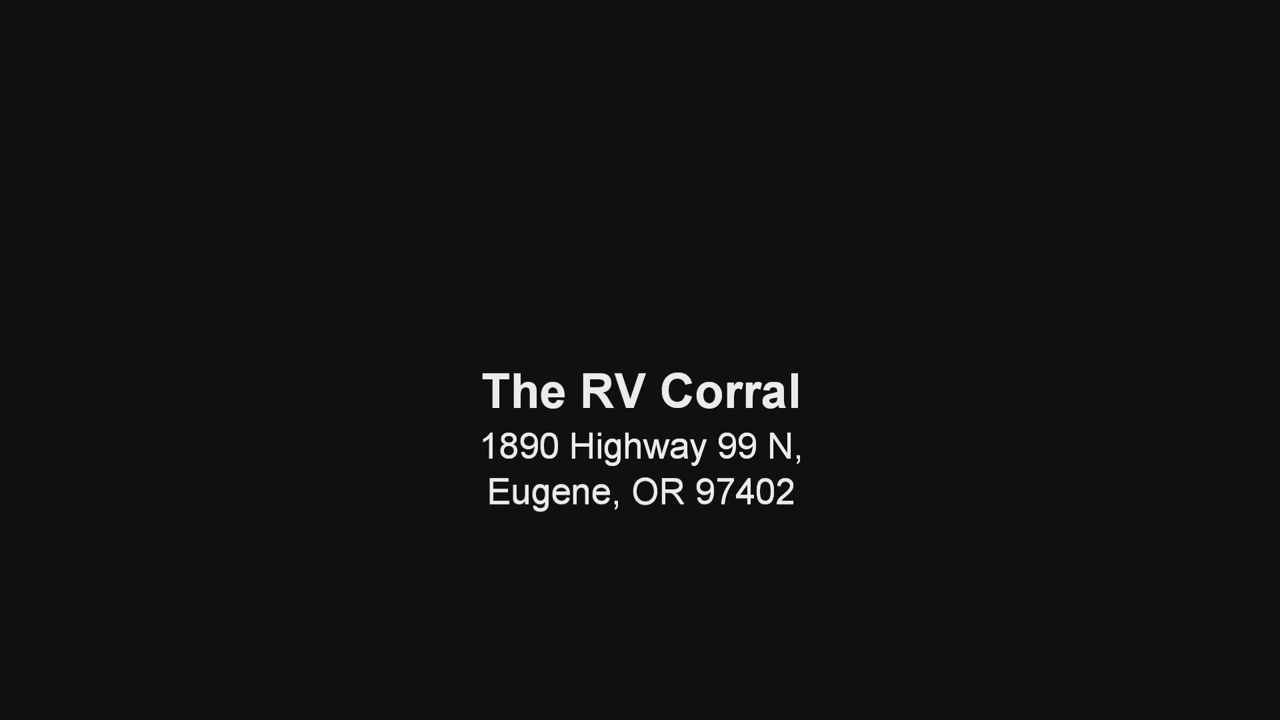 The RV Corral
1890 Highway 99 N,
Eugene, OR 97402